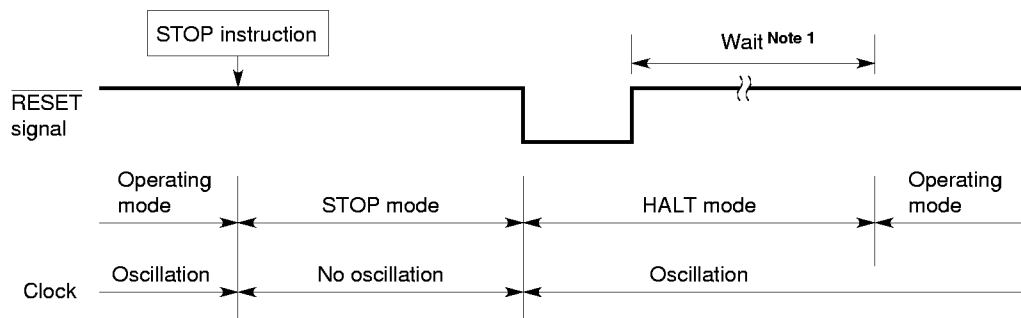 STOP instruction
Wait Note 1
RESET
signal
Operating
mode
STOP mode
HALT mode
Operating
mode
Clock
Oscillation
No oscillation
Oscillation